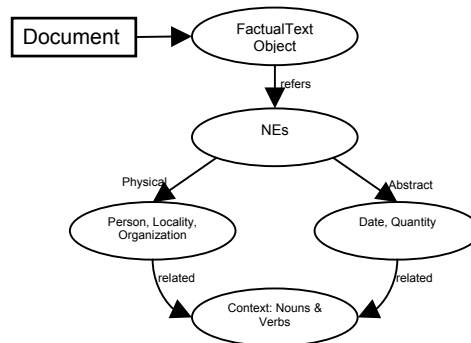 Document
FactualText
Object
refers
NEs
Physical
Abstract
Person, Locality,
Organization
Date, Quantity
related
related
Context: Nouns &
Verbs